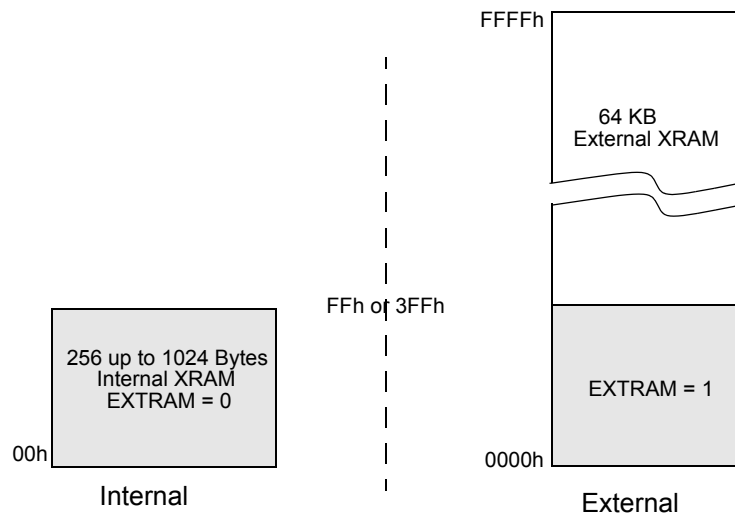 FFFFh
64 KB
External XRAM
FFh or 3FFh
256 up to 1024 Bytes
Internal XRAM
EXTRAM = 0
EXTRAM = 1
00h
0000h
Internal
External